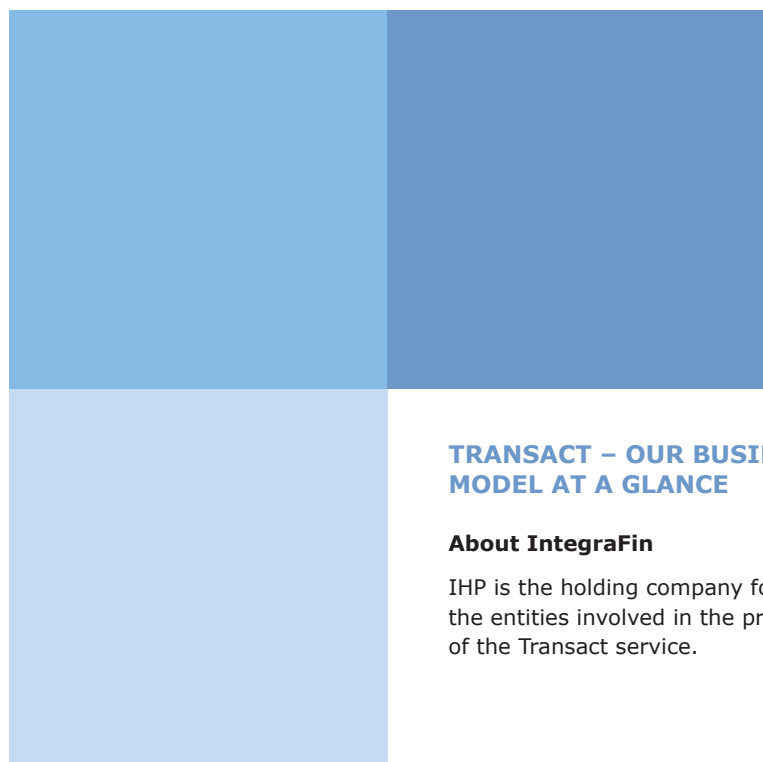 TRANSACT – OUR BUSI
MODEL AT A GLANCE
About IntegraFin
IHP is the holding company fo
the entities involved in the pr
of the Transact service.